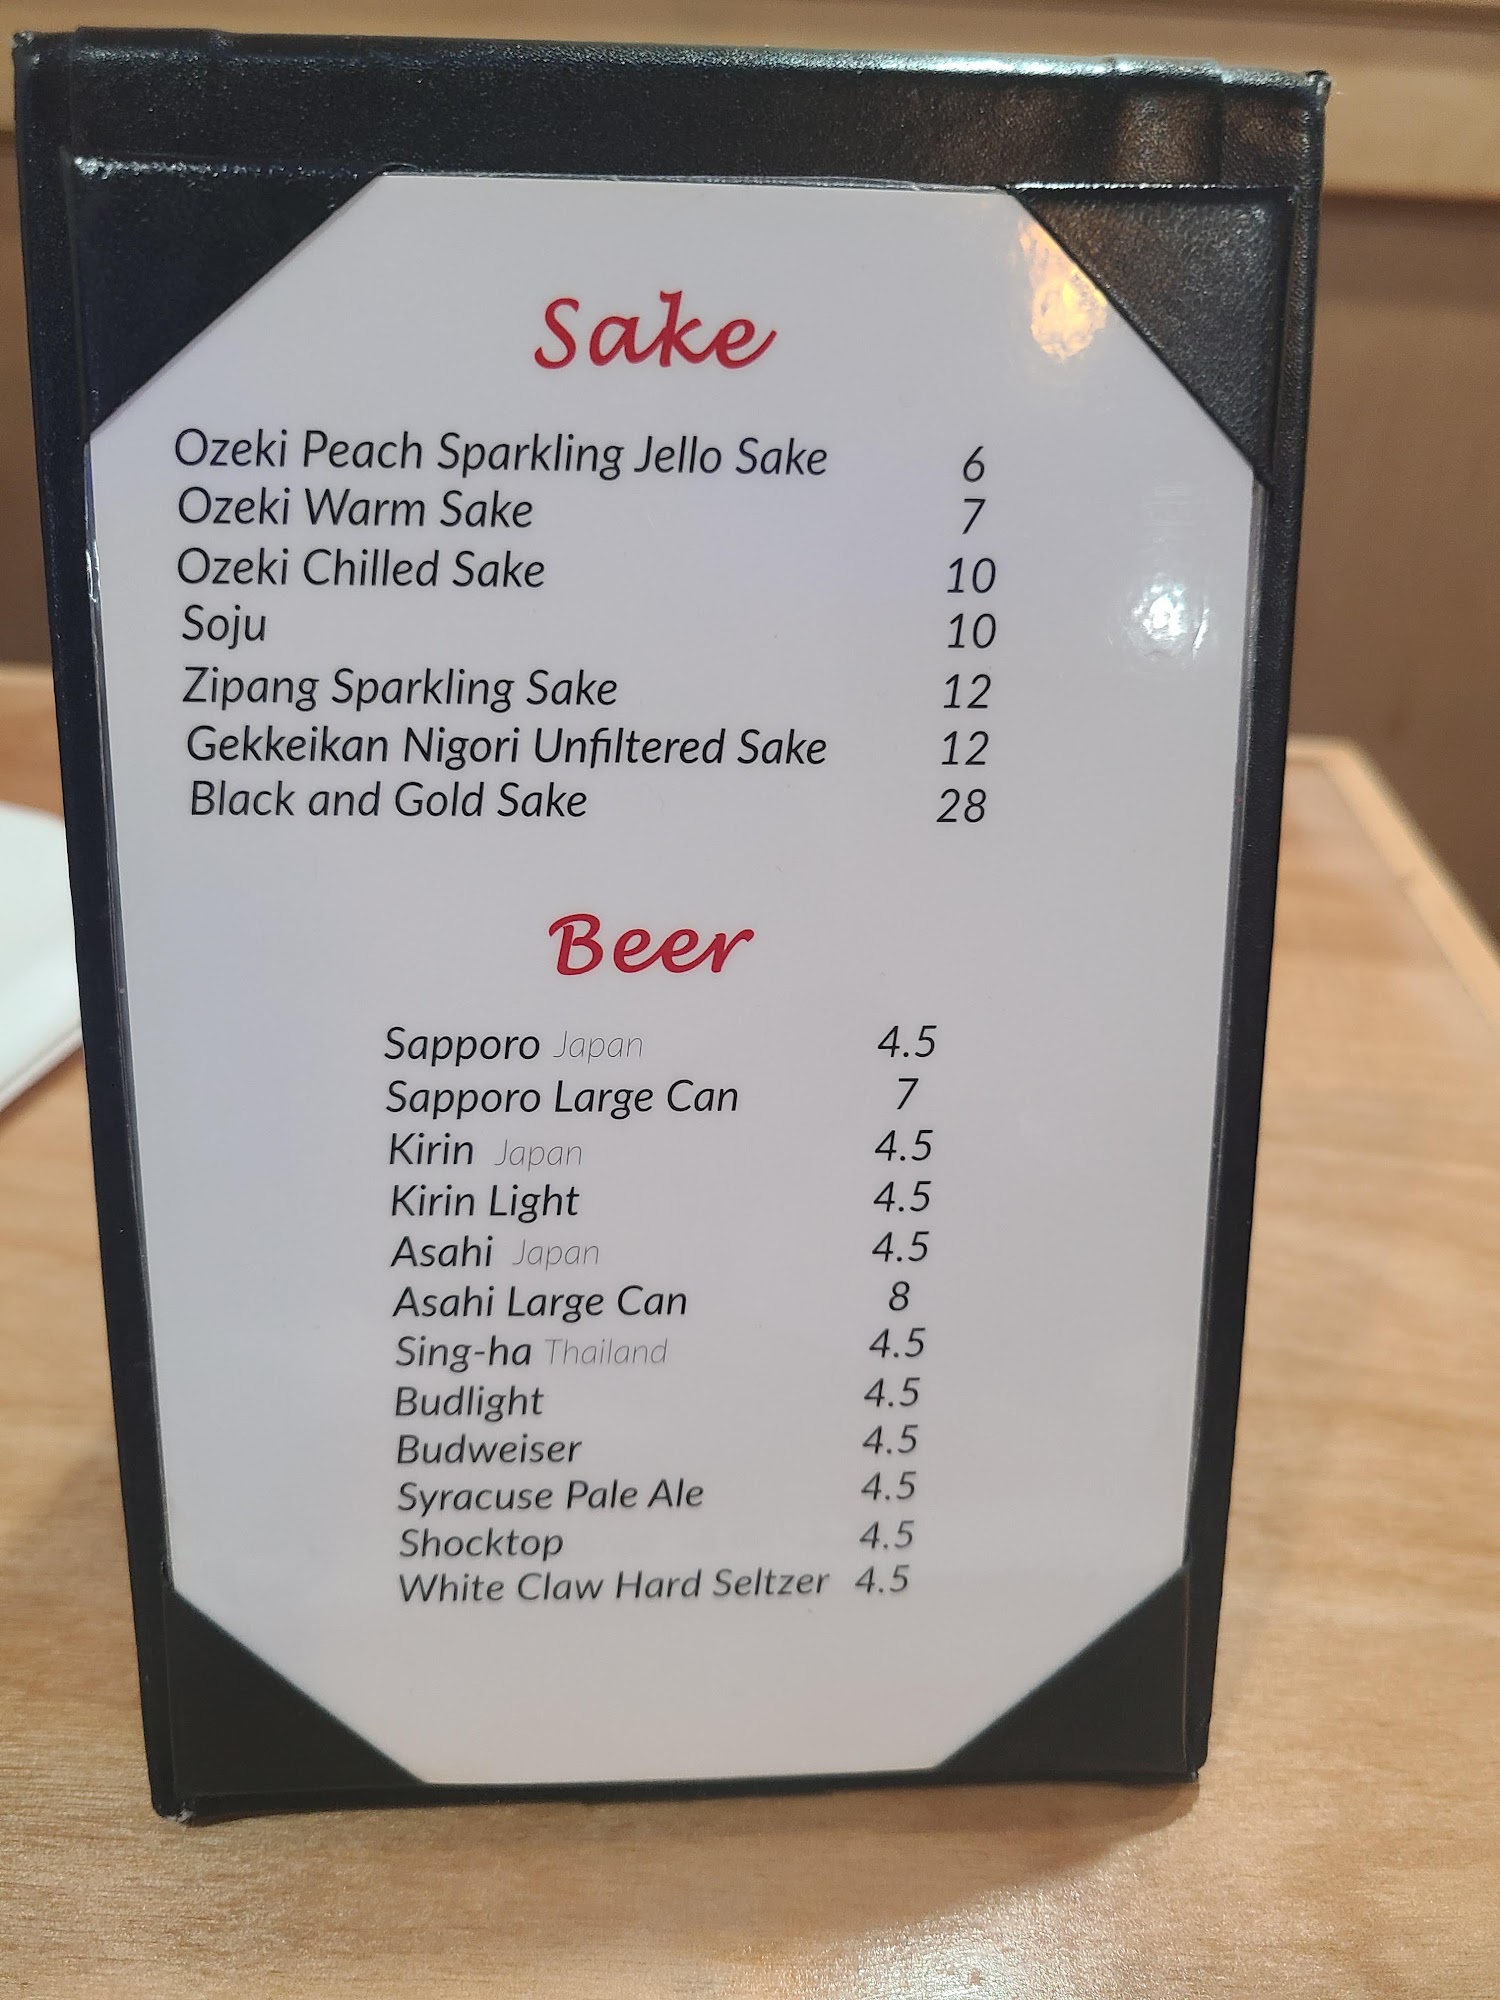 Sake
Ozeki Peach Sparkling Jello Sake 6
Ozeki Warm Sake 7
Ozeki Chilled Sake 10
Soju 10
Zipang Sparkling Sake 12
Gekkeikan Nigori Unfiltered Sake 12
Black and Gold Sake 28
Beer
Sapporo Japan 4.5
Sapporo Large Can 7
Kirin Japan 4.5
Kirin Light 4.5
Asahi Japan 4.5
Asahi Large Can 8
Sing-ha Thailand 4.5
Budlight 4.5
Budweiser 4.5
Syracuse Pale Ale 4.5
Shocktop 4.5
White Claw Hard Seltzer 4.5